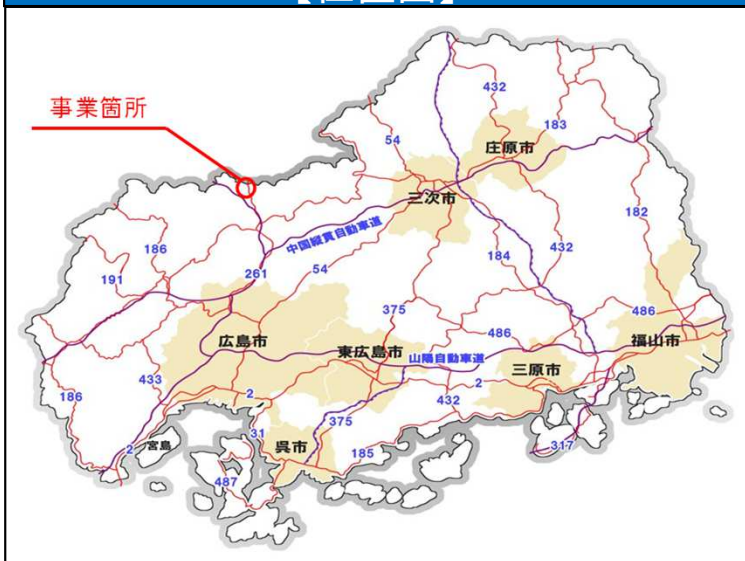 事業箇所
432
54
183
庄原市
三次市
182
186
中国縦貫自動車道
184
432
191
261
54
375
486
広島市
東広島市
486
福山市
山陽自動車道
三原市
186
433
2
2
432
31
375
宮島
2
呉市
185
317
487